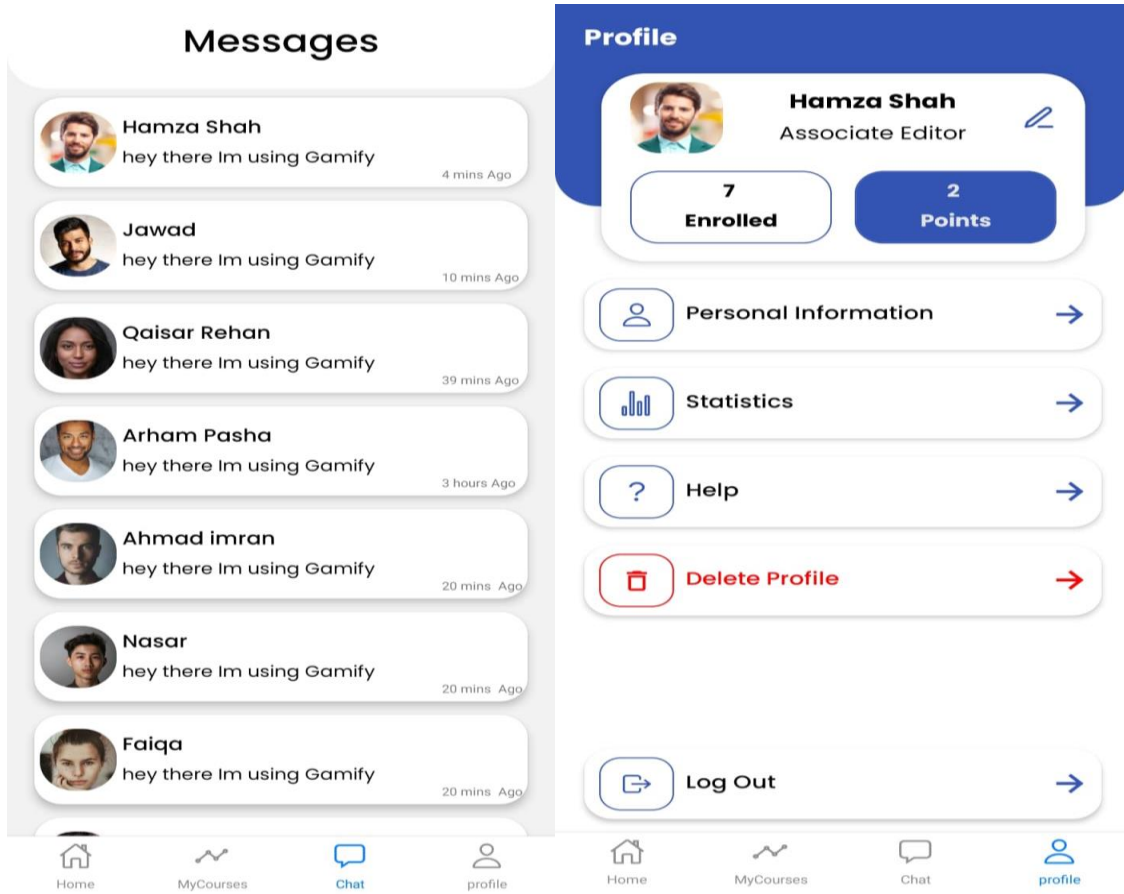 Messages
Hamza Shah
hey there Im using Gamify
4 mins Ago
Jawad
hey there Im using Gamify
10 mins Ago
Qaisar Rehan
hey there Im using Gamify
39 mins Ago
Arham Pasha
hey there Im using Gamify
3 hours Ago
Ahmad imran
hey there Im using Gamify
20 mins  Ago
Nasar
hey there Im using Gamify
20 mins  Ago
Faiqa
hey there Im using Gamify
20 mins  Ago
Home
MyCourses
Chat
profile
Profile
Hamza Shah
Associate Editor
7
Enrolled
2
Points
Personal Information
Statistics
?
Help
Delete Profile
Log Out
Home
MyCourses
Chat
profile